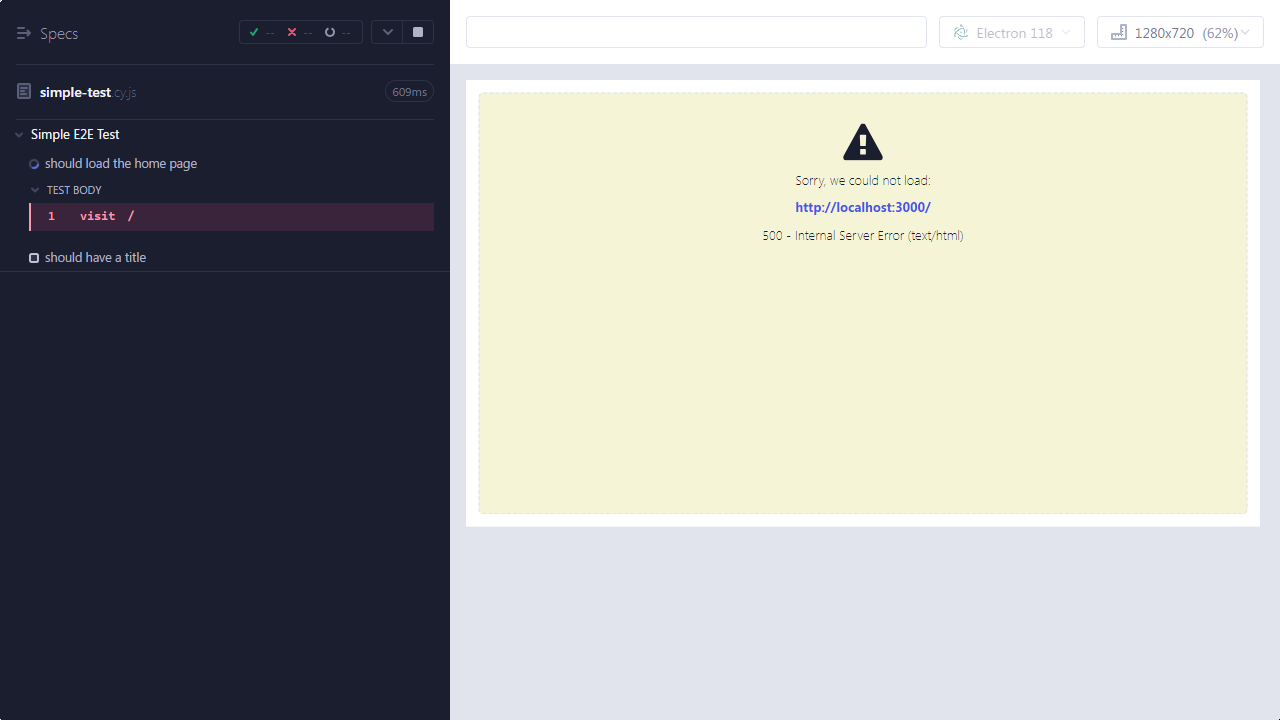 Specs
-- -- --
simple-test.cy.js 609ms
Simple E2E Test
should load the home page
TEST BODY
1 visit /
should have a title
Electron 118
1280x720 (62%)
Sorry, we could not load:
http://localhost:3000/
500 - Internal Server Error (text/html)